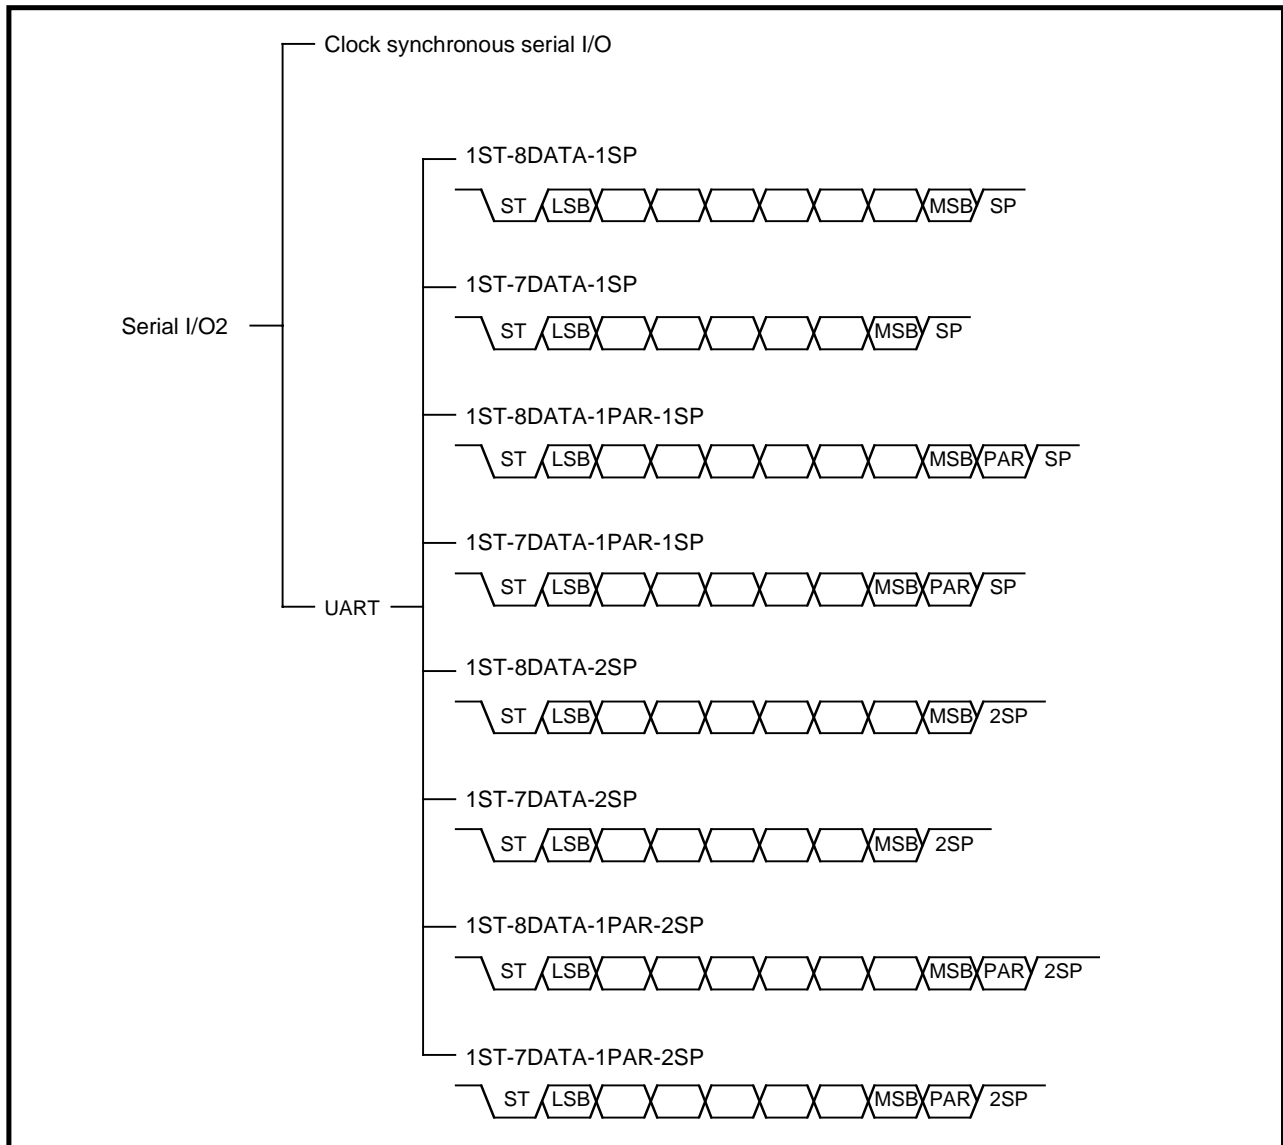 Clock synchronous serial I/O
1ST-8DATA-1SP
ST LSB MSB SP
1ST-7DATA-1SP
ST LSB MSB SP
Serial I/O2
1ST-8DATA-1PAR-1SP
ST LSB MSB PAR SP
1ST-7DATA-1PAR-1SP
ST LSB MSB PAR SP
UART
1ST-8DATA-2SP
ST LSB MSB 2SP
1ST-7DATA-2SP
ST LSB MSB 2SP
1ST-8DATA-1PAR-2SP
ST LSB MSB PAR 2SP
1ST-7DATA-1PAR-2SP
ST LSB MSB PAR 2SP